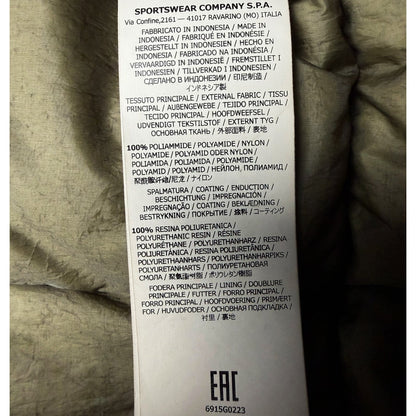 SPORTSWEAR COMPANY S.P.A.
Via Confine,2161 — 41017 RAVARINO (MO) ITALIA
FABBRICATO IN INDONESIA / MADE IN
INDONESIA / FABRIQUÉ EN INDONÉSIE /
HERGESTELLT IN INDONESIEN / HECHO EN
INDONESIA / FABRICADO NA INDONÉSIA /
VERVAARDIGD IN INDONESIË / FREMSTILLET I
INDONESIEN / TILLVERKAD I INDONESIEN /
СДЕЛАНО В ИНДОНЕЗИИ / 印尼制造 /
インドネシア製
TESSUTO PRINCIPALE / EXTERNAL FABRIC / TISSU
PRINCIPAL / AUßENGEWEBE / TEJIDO PRINCIPAL /
TECIDO PRINCIPAL / HOOFDWEEFSEL /
UDVENDIGT TEKSTILSTOF / EXTERNT TYG /
ОСНОВНАЯ ТКАНЬ / 外部面料 / 表地
100% POLIAMMIDE / POLYAMIDE / NYLON /
POLYAMIDE / POLYAMID ODER NYLON /
POLIAMIDA / POLIAMIDA / POLYAMIDE /
POLYAMID / POLYAMID / НЕЙЛОН, ПОЛИАМИД /
聚酰胺纤维/尼龙 / ナイロン
SPALMATURA / COATING / ENDUCTION /
BESCHICHTUNG / IMPREGNACIÓN /
IMPREGNAÇÃO / COATING / BEKLÆDNING /
BESTRYKNING / ПОКРЫТИЕ / 涂料 / コーティング
100% RESINA POLIURETANICA /
POLYURETHANIC RESIN / RÉSINE
POLYURÉTHANE / POLYURETHANHARZ / RESINA
POLIURETÁNICA / RESINA POLIURETÂNICA /
POLYURETHAANHARS / POLYURETHANHARPIKS /
POLYURETANHARTS / ПОЛИУРЕТАНОВАЯ
СМОЛА / 聚氨酯树脂 / ポリウレタン樹脂
FODERA PRINCIPALE / LINING / DOUBLURE
PRINCIPALE / FUTTER / FORRO PRINCIPAL /
FORRO PRINCIPAL / HOOFDVOERING / PRIMÆRT
FOR / HUVUDFODER / ОСНОВНАЯ ПОДКЛАДКА /
衬里 / 裏地
EAC
6915G0223